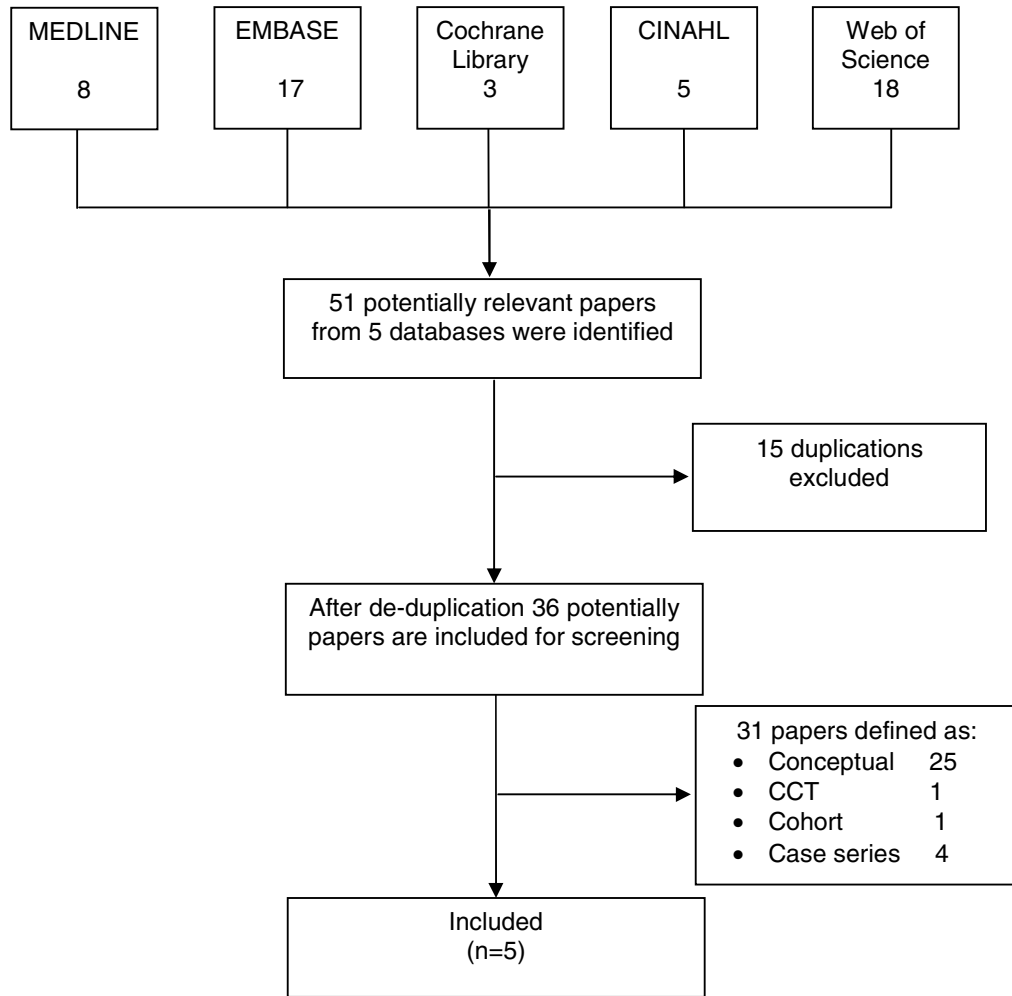 MEDLINE
8
EMBASE
17
Cochrane
Library
3
CINAHL
5
Web of
Science
18
51 potentially relevant papers
from 5 databases were identified
15 duplications
excluded
After de-duplication 36 potentially
papers are included for screening
31 papers defined as:
• Conceptual 25
• CCT 1
• Cohort 1
• Case series 4
Included
(n=5)